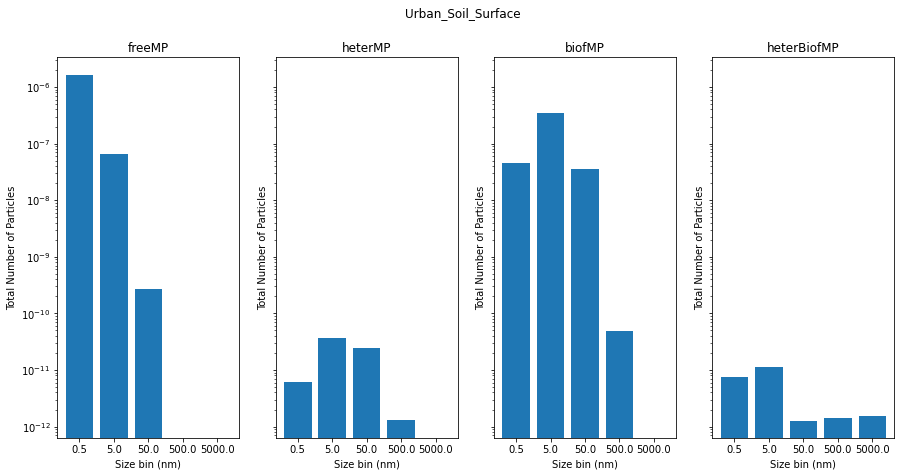 Urban_Soil_Surface
freeMP
heterMP
biofMP
heterBiofMP
Total Number of Particles
Total Number of Particles
Total Number of Particles
Total Number of Particles
10⁻⁶
10⁻⁷
10⁻⁸
10⁻⁹
10⁻¹⁰
10⁻¹¹
10⁻¹²
0.5 5.0 50.0 500.0 5000.0
0.5 5.0 50.0 500.0 5000.0
0.5 5.0 50.0 500.0 5000.0
0.5 5.0 50.0 500.0 5000.0
Size bin (nm)
Size bin (nm)
Size bin (nm)
Size bin (nm)